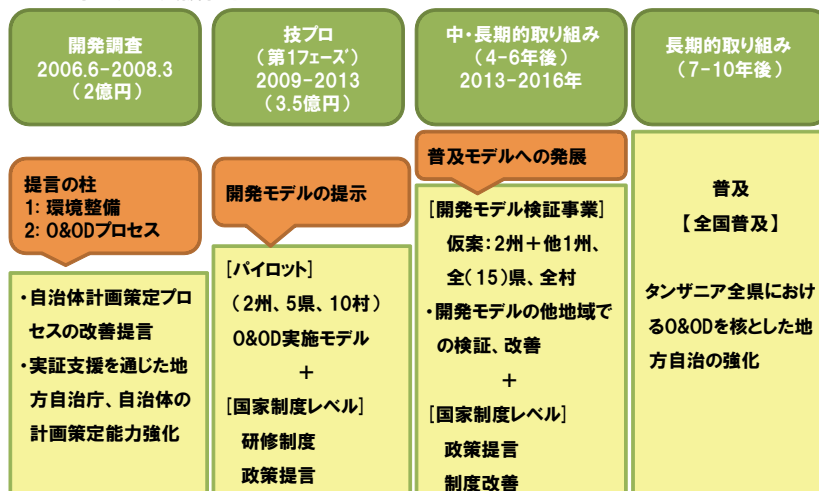 開発調査
2006.6-2008.3
（2億円）
技プロ
（第1フェーズ）
2009-2013
（3.5億円）
中・長期的取り組み
（4-6年後）
2013-2016年
長期的取り組み
（7-10年後）
提言の柱
1: 環境整備
2: O&ODプロセス
・自治体計画策定プロ
セスの改善提言
・実証支援を通じた地
方自治庁、自治体の
計画策定能力強化
開発モデルの提示
[パイロット]
（2州、5県、10村）
O&OD実施モデル
＋
[国家制度レベル]
研修制度
政策提言
普及モデルへの発展
[開発モデル検証事業]
仮案：2州＋他1州、
全（15）県、全村
・開発モデルの他地域で
の検証、改善
＋
[国家制度レベル]
政策提言
制度改善
普及
【全国普及】
タンザニア全県におけ
るO&ODを核とした地
方自治の強化